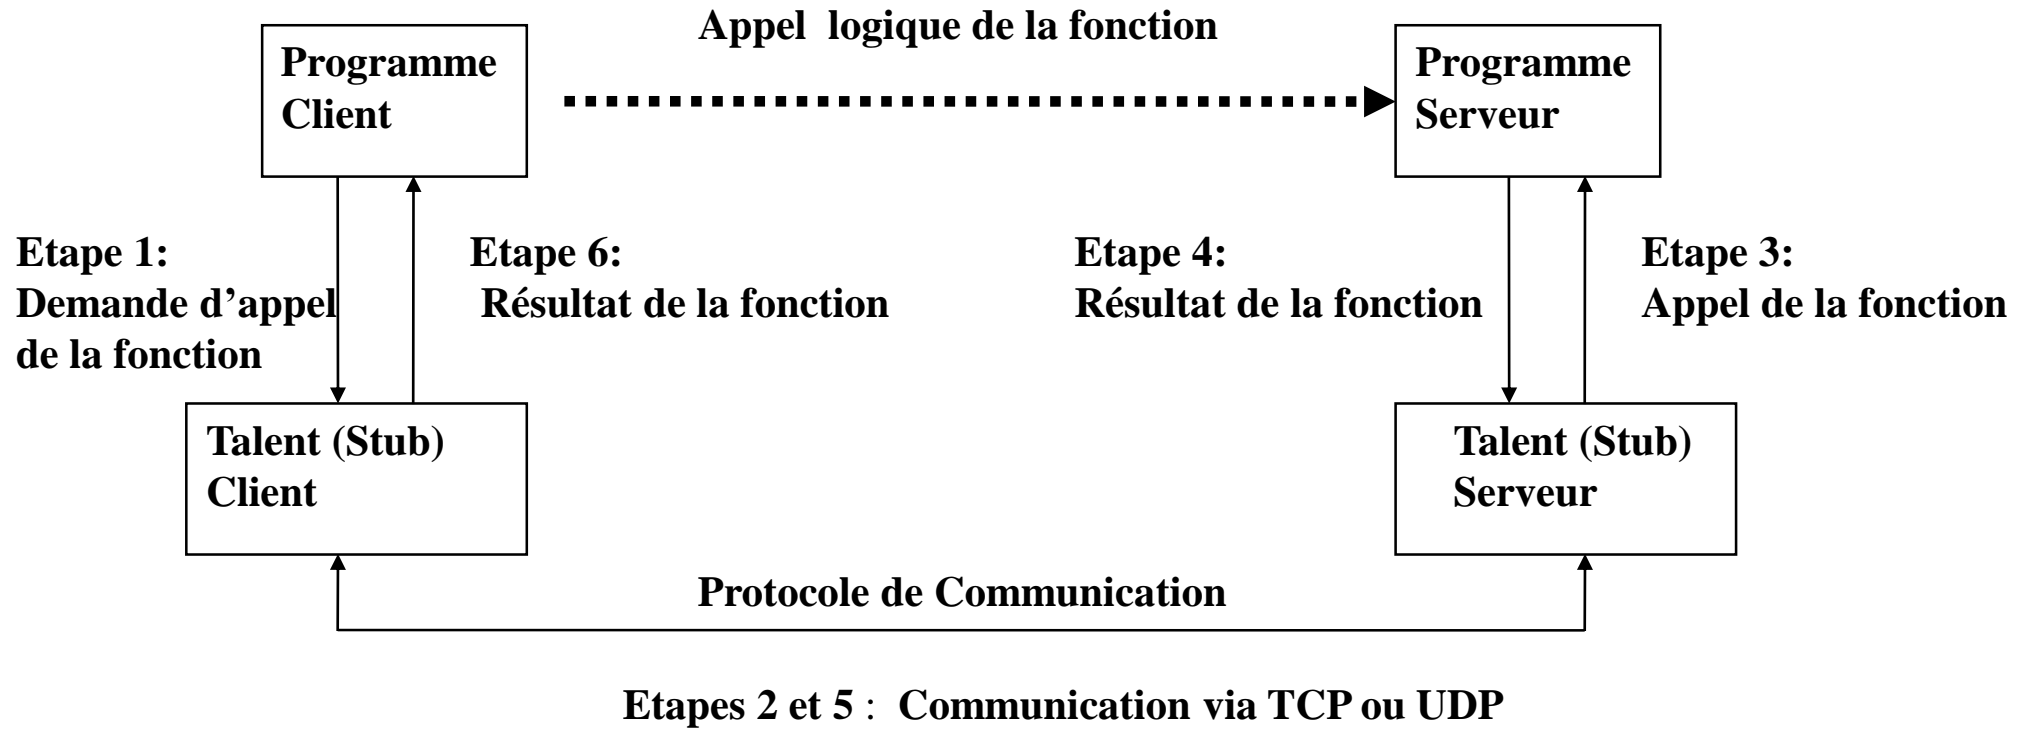 Appel logique de la fonction
Programme
Client
Programme
Serveur
Etape 1:
Demande d’appel
de la fonction
Etape 6:
Résultat de la fonction
Etape 4:
Résultat de la fonction
Etape 3:
Appel de la fonction
Talent (Stub)
Client
Talent (Stub)
Serveur
Protocole de Communication
Etapes 2 et 5 : Communication via TCP ou UDP